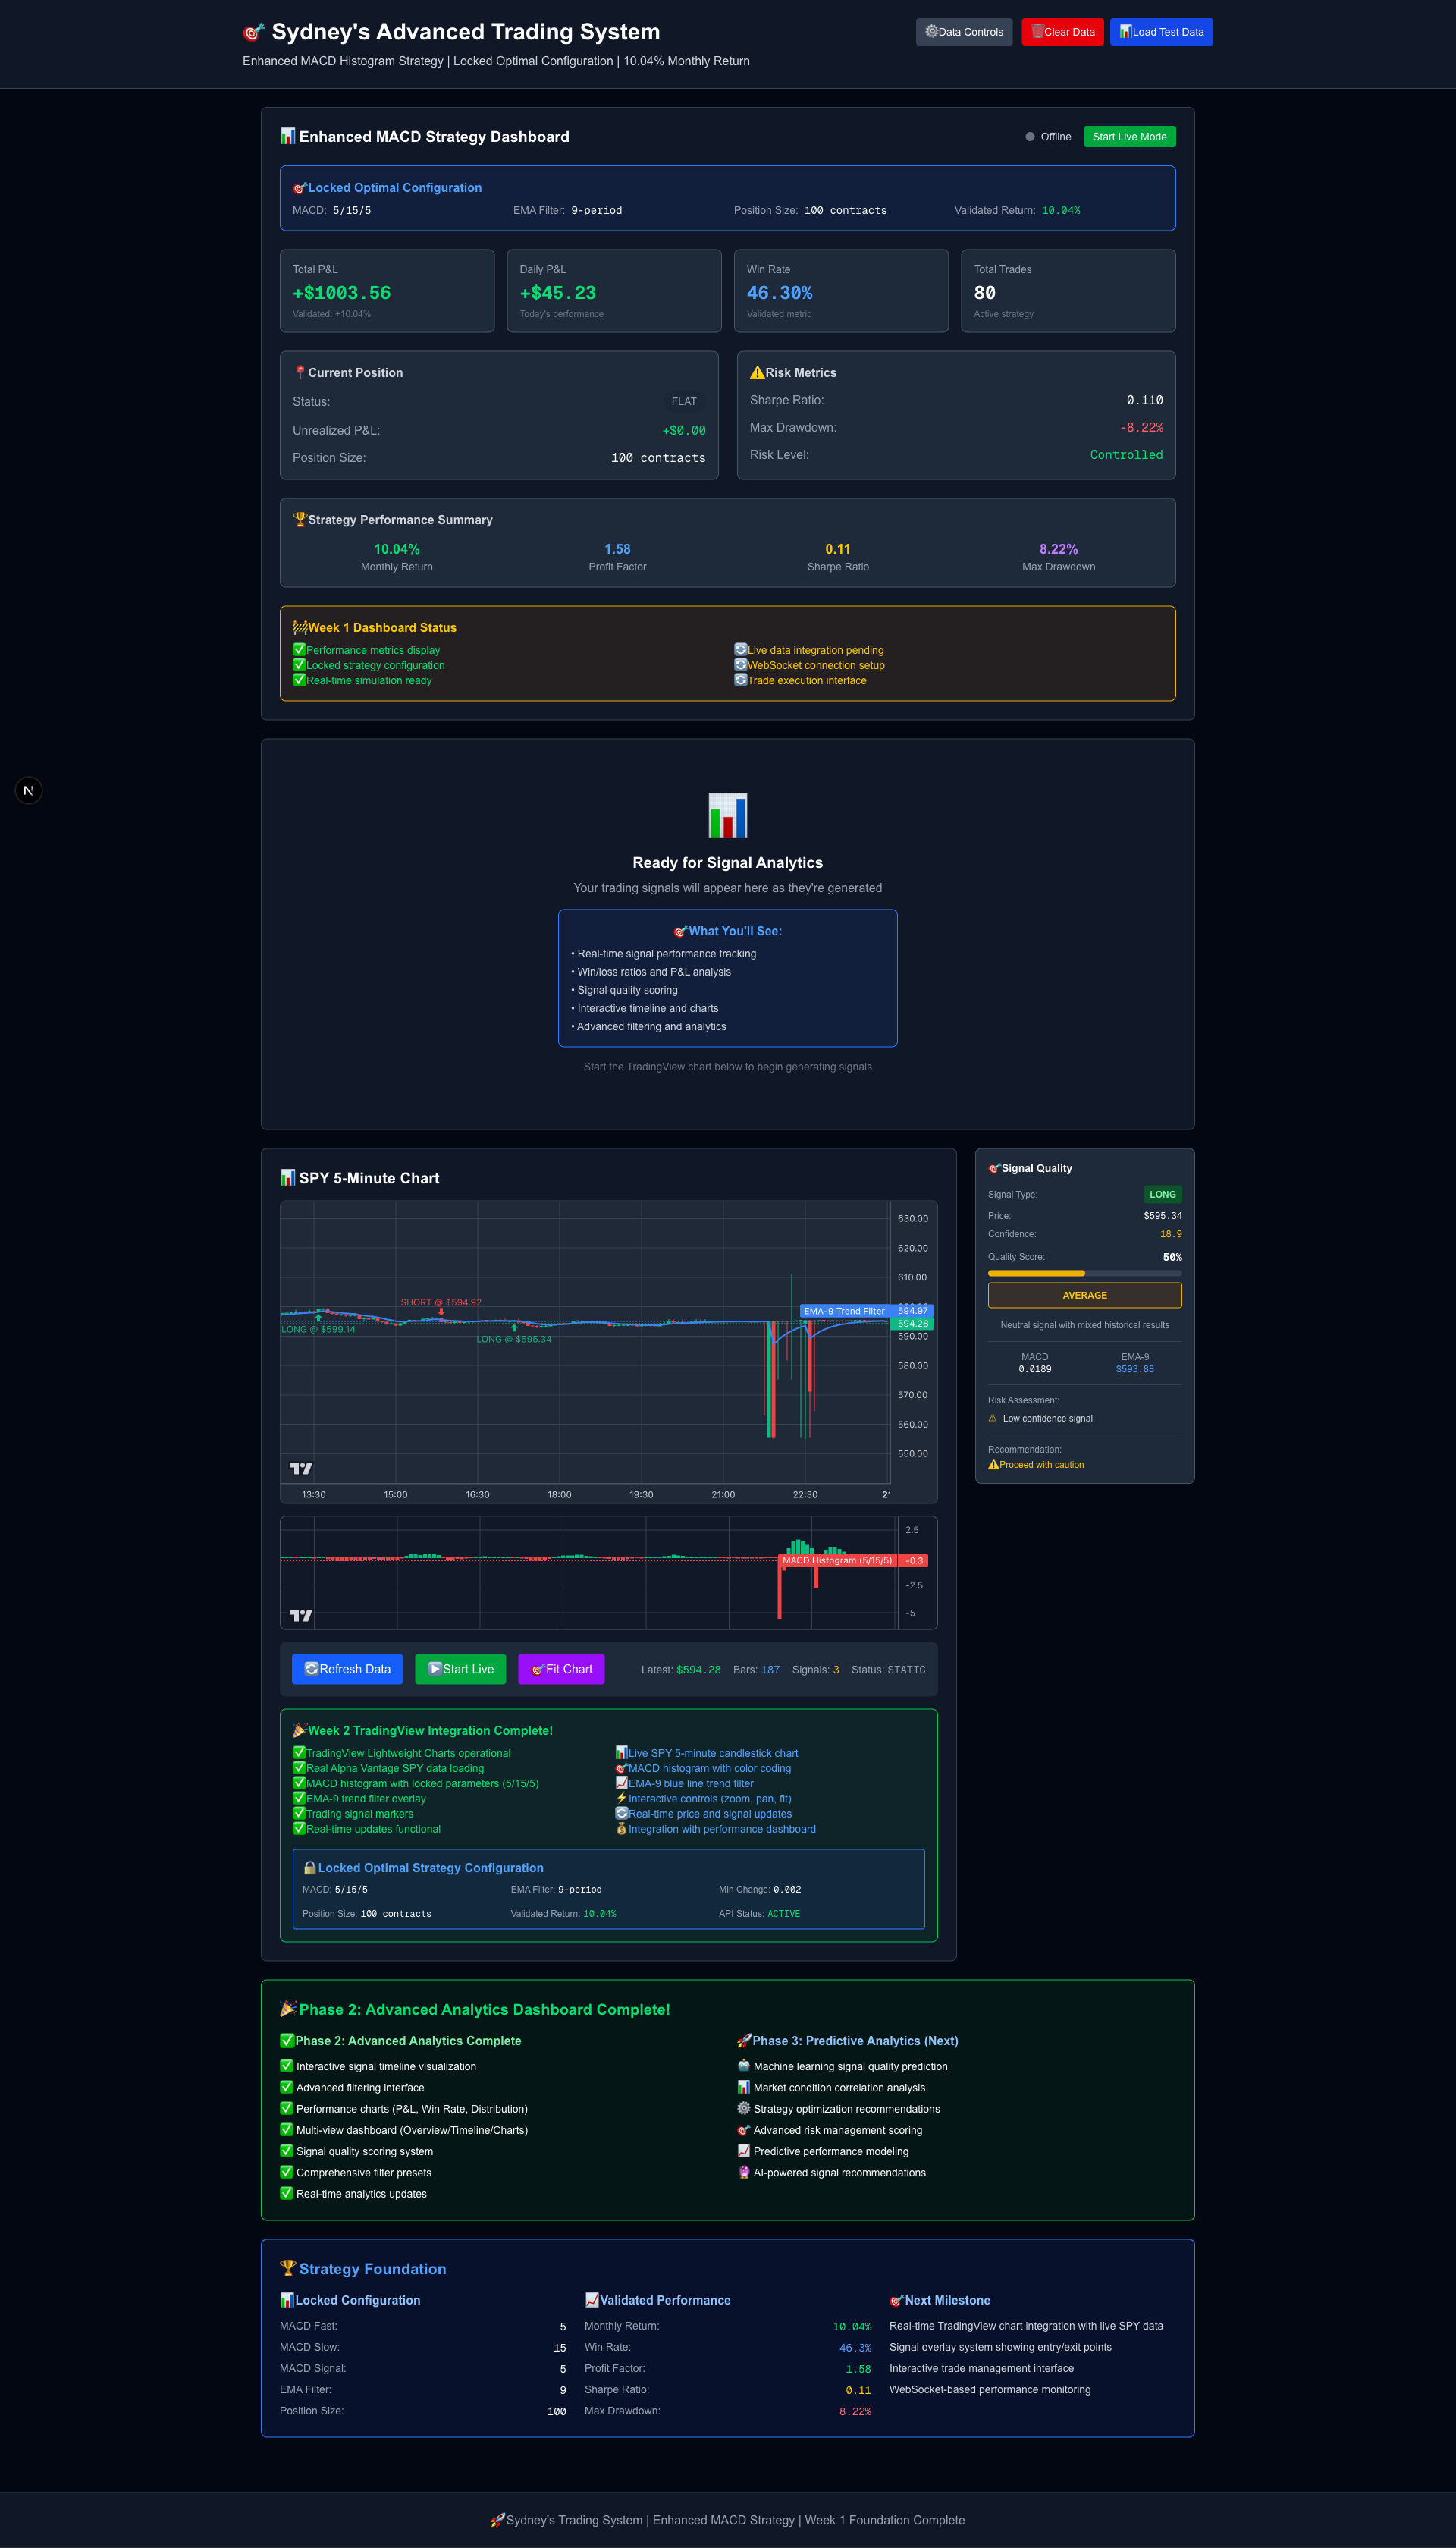 🎯 Sydney's Advanced Trading System
Enhanced MACD Histogram Strategy | Locked Optimal Configuration | 10.04% Monthly Return
⚙️Data Controls
🗑️Clear Data
📊Load Test Data
📊 Enhanced MACD Strategy Dashboard
Offline
Start Live Mode
🎯Locked Optimal Configuration
MACD: 5/15/5 EMA Filter: 9-period Position Size: 100 contracts Validated Return: 10.04%
Total P&L
+$1003.56
Validated: +10.04%
Daily P&L
+$45.23
Today's performance
Win Rate
46.30%
Validated metric
Total Trades
80
Active strategy
📍Current Position
Status: FLAT
Unrealized P&L: +$0.00
Position Size: 100 contracts
⚠️Risk Metrics
Sharpe Ratio: 0.110
Max Drawdown: -8.22%
Risk Level: Controlled
🏆Strategy Performance Summary
10.04%
Monthly Return
1.58
Profit Factor
0.11
Sharpe Ratio
8.22%
Max Drawdown
🚧Week 1 Dashboard Status
✅Performance metrics display
✅Locked strategy configuration
✅Real-time simulation ready
🔄Live data integration pending
🔄WebSocket connection setup
🔄Trade execution interface
N
Ready for Signal Analytics
Your trading signals will appear here as they're generated
🎯What You'll See:
• Real-time signal performance tracking
• Win/loss ratios and P&L analysis
• Signal quality scoring
• Interactive timeline and charts
• Advanced filtering and analytics
Start the TradingView chart below to begin generating signals
📊 SPY 5-Minute Chart
630.00
620.00
610.00
SHORT @ $594.92
EMA-9 Trend Filter 594.97
594.28
LONG @ $599.14
LONG @ $595.34
590.00
580.00
570.00
560.00
550.00
13:30 15:00 16:30 18:00 19:30 21:00 22:30
2.5
MACD Histogram (5/15/5) -0.3
-2.5
-5
🔄Refresh Data
▶️Start Live
🎯Fit Chart
Latest: $594.28 Bars: 187 Signals: 3 Status: STATIC
🎉Week 2 TradingView Integration Complete!
✅TradingView Lightweight Charts operational
✅Real Alpha Vantage SPY data loading
✅MACD histogram with locked parameters (5/15/5)
✅EMA-9 trend filter overlay
✅Trading signal markers
✅Real-time updates functional
📊Live SPY 5-minute candlestick chart
🎯MACD histogram with color coding
📈EMA-9 blue line trend filter
⚡Interactive controls (zoom, pan, fit)
🔄Real-time price and signal updates
💰Integration with performance dashboard
🔒Locked Optimal Strategy Configuration
MACD: 5/15/5 EMA Filter: 9-period Min Change: 0.002
Position Size: 100 contracts Validated Return: 10.04% API Status: ACTIVE
🎯Signal Quality
Signal Type: LONG
Price: $595.34
Confidence: 18.9
Quality Score: 50%
AVERAGE
Neutral signal with mixed historical results
MACD
0.0189
EMA-9
$593.88
Risk Assessment:
⚠ Low confidence signal
Recommendation:
⚠️Proceed with caution
🎉Phase 2: Advanced Analytics Dashboard Complete!
✅Phase 2: Advanced Analytics Complete
✅ Interactive signal timeline visualization
✅ Advanced filtering interface
✅ Performance charts (P&L, Win Rate, Distribution)
✅ Multi-view dashboard (Overview/Timeline/Charts)
✅ Signal quality scoring system
✅ Comprehensive filter presets
✅ Real-time analytics updates
🚀Phase 3: Predictive Analytics (Next)
🤖 Machine learning signal quality prediction
📊 Market condition correlation analysis
⚙️ Strategy optimization recommendations
🎯 Advanced risk management scoring
📈 Predictive performance modeling
🔮 AI-powered signal recommendations
🏆Strategy Foundation
📊Locked Configuration
MACD Fast: 5
MACD Slow: 15
MACD Signal: 5
EMA Filter: 9
Position Size: 100
📈Validated Performance
Monthly Return: 10.04%
Win Rate: 46.3%
Profit Factor: 1.58
Sharpe Ratio: 0.11
Max Drawdown: 8.22%
🎯Next Milestone
Real-time TradingView chart integration with live SPY data
Signal overlay system showing entry/exit points
Interactive trade management interface
WebSocket-based performance monitoring
🚀Sydney's Trading System | Enhanced MACD Strategy | Week 1 Foundation Complete